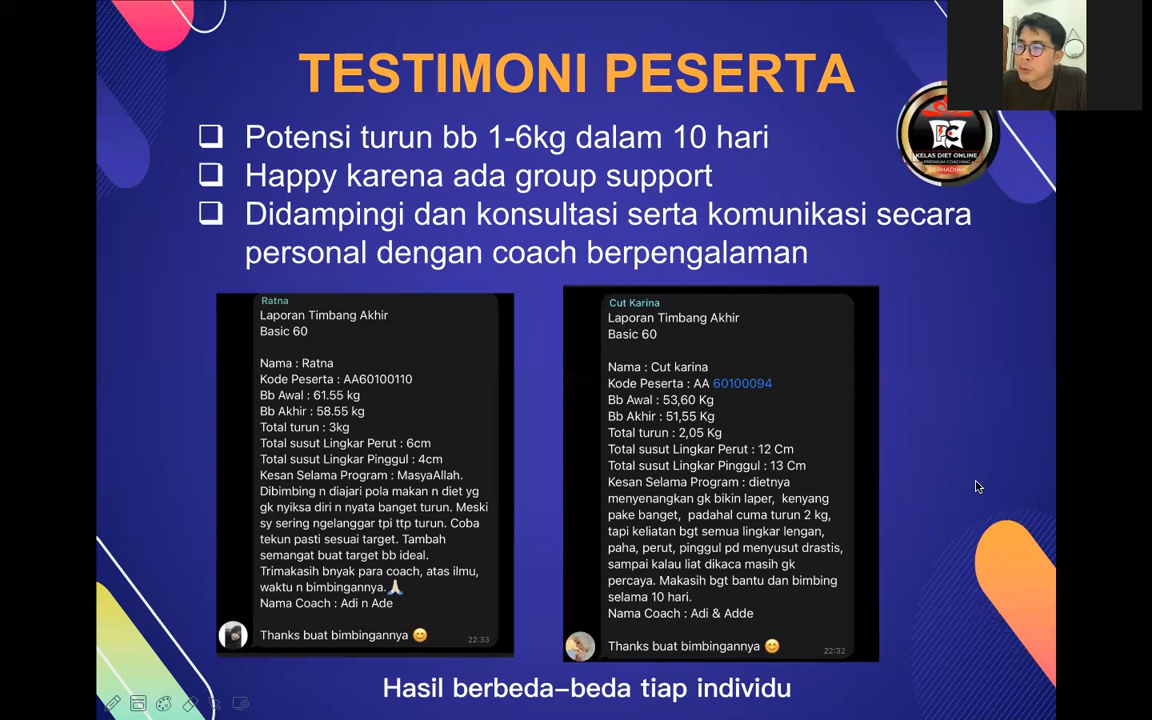 TESTIMONI PESERTA
❑ Potensi turun bb 1-6kg dalam 10 hari
❑ Happy karena ada group support
❑ Didampingi dan konsultasi serta komunikasi secara
personal dengan coach berpengalaman
KELAS DIET ONLINE
PREMIUM COACHING
BERHADIAH
Ratna
Laporan Timbang Akhir
Basic 60
Nama : Ratna
Kode Peserta : AA60100110
Bb Awal : 61.55 kg
Bb Akhir : 58.55 kg
Total turun : 3kg
Total susut Lingkar Perut : 6cm
Total susut Lingkar Pinggul : 4cm
Kesan Selama Program : MasyaAllah.
Dibimbing n diajari pola makan n diet yg
gk nyiksa diri n nyata banget turun. Meski
sy sering ngelanggar tpi ttp turun. Coba
tekun pasti sesuai target. Tambah
semangat buat target bb ideal.
Trimakasih bnyak para coach, atas ilmu,
waktu n bimbingannya.🙏🏻
Nama Coach : Adi n Ade
Thanks buat bimbingannya 😊
22:33
Cut Karina
Laporan Timbang Akhir
Basic 60
Nama : Cut karina
Kode Peserta : AA 60100094
Bb Awal : 53,60 Kg
Bb Akhir : 51,55 Kg
Total turun : 2,05 Kg
Total susut Lingkar Perut : 12 Cm
Total susut Lingkar Pinggul : 13 Cm
Kesan Selama Program : dietnya
menyenangkan gk bikin laper, kenyang
pake banget, padahal cuma turun 2 kg,
tapi keliatan bgt semua lingkar lengan,
paha, perut, pinggul pd menyusut drastis,
sampai kalau liat dikaca masih gk
percaya. Makasih bgt bantu dan bimbing
selama 10 hari.
Nama Coach : Adi & Adde
Thanks buat bimbingannya 😊
22:32
Hasil berbeda-beda tiap individu